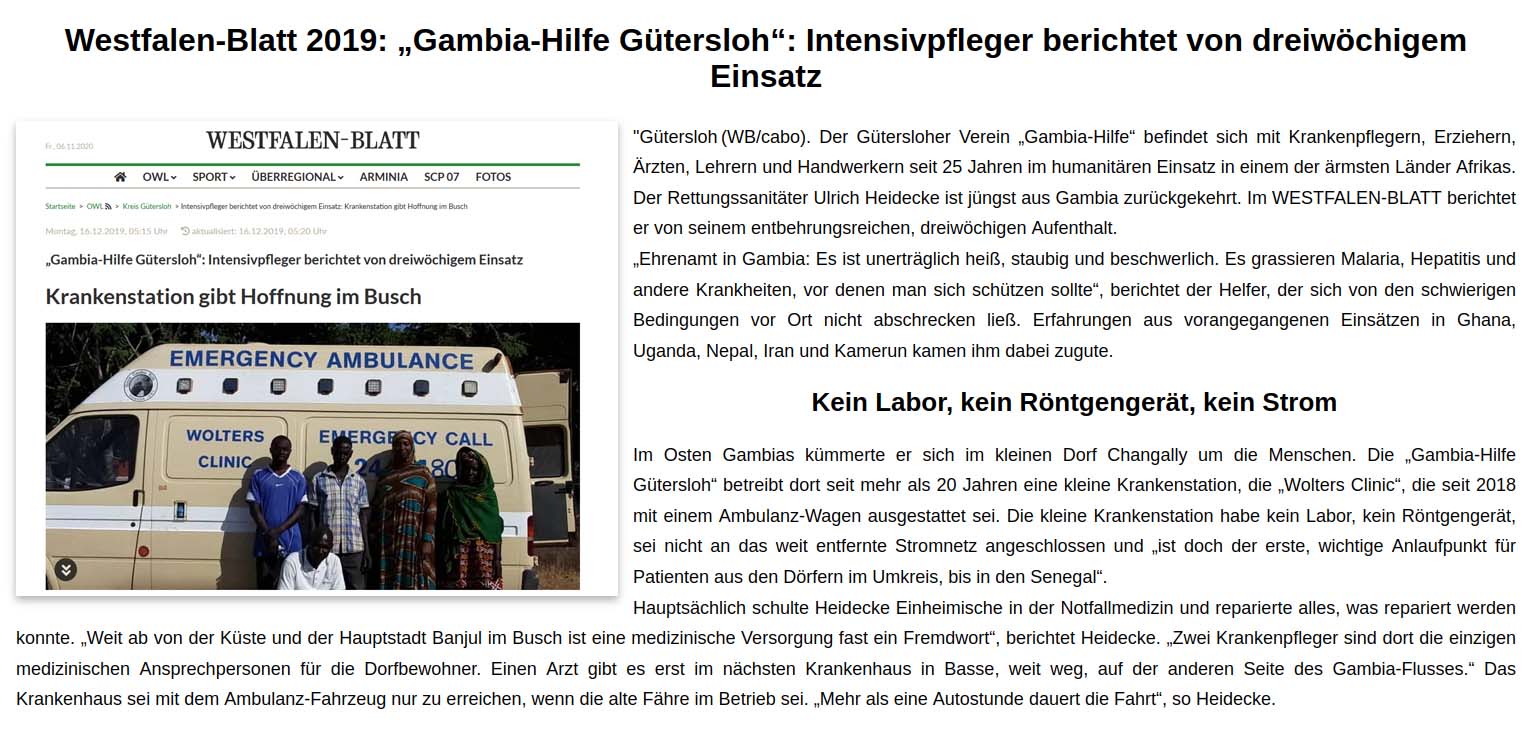 Westfalen-Blatt 2019: „Gambia-Hilfe Gütersloh“: Intensivpfleger berichtet von dreiwöchigem
Einsatz
Fr., 06.11.2020
WESTFALEN-BLATT
OWL SPORT ÜBERREGIONAL ARMINIA SCP 07 FOTOS
Startseite > OWL > Kreis Gütersloh > Intensivpfleger berichtet von dreiwöchigem Einsatz: Krankenstation gibt Hoffnung im Busch
Montag, 16.12.2019, 05:15 Uhr aktualisiert: 16.12.2019, 05:20 Uhr
„Gambia-Hilfe Gütersloh“: Intensivpfleger berichtet von dreiwöchigem Einsatz
Krankenstation gibt Hoffnung im Busch
EMERGENCY AMBULANCE
WOLTERS
CLINIC
EMERGENCY CALL
24
"Gütersloh (WB/cabo). Der Gütersloher Verein „Gambia-Hilfe“ befindet sich mit Krankenpflegern, Erziehern,
Ärzten, Lehrern und Handwerkern seit 25 Jahren im humanitären Einsatz in einem der ärmsten Länder Afrikas.
Der Rettungssanitäter Ulrich Heidecke ist jüngst aus Gambia zurückgekehrt. Im WESTFALEN-BLATT berichtet
er von seinem entbehrungsreichen, dreiwöchigen Aufenthalt.
„Ehrenamt in Gambia: Es ist unerträglich heiß, staubig und beschwerlich. Es grassieren Malaria, Hepatitis und
andere Krankheiten, vor denen man sich schützen sollte“, berichtet der Helfer, der sich von den schwierigen
Bedingungen vor Ort nicht abschrecken ließ. Erfahrungen aus vorangegangenen Einsätzen in Ghana,
Uganda, Nepal, Iran und Kamerun kamen ihm dabei zugute.
Kein Labor, kein Röntgengerät, kein Strom
Im Osten Gambias kümmerte er sich im kleinen Dorf Changally um die Menschen. Die „Gambia-Hilfe
Gütersloh“ betreibt dort seit mehr als 20 Jahren eine kleine Krankenstation, die „Wolters Clinic“, die seit 2018
mit einem Ambulanz-Wagen ausgestattet sei. Die kleine Krankenstation habe kein Labor, kein Röntgengerät,
sei nicht an das weit entfernte Stromnetz angeschlossen und „ist doch der erste, wichtige Anlaufpunkt für
Patienten aus den Dörfern im Umkreis, bis in den Senegal“.
Hauptsächlich schulte Heidecke Einheimische in der Notfallmedizin und reparierte alles, was repariert werden
konnte. „Weit ab von der Küste und der Hauptstadt Banjul im Busch ist eine medizinische Versorgung fast ein Fremdwort“, berichtet Heidecke. „Zwei Krankenpfleger sind dort die einzigen
medizinischen Ansprechpersonen für die Dorfbewohner. Einen Arzt gibt es erst im nächsten Krankenhaus in Basse, weit weg, auf der anderen Seite des Gambia-Flusses.“ Das
Krankenhaus sei mit dem Ambulanz-Fahrzeug nur zu erreichen, wenn die alte Fähre im Betrieb sei. „Mehr als eine Autostunde dauert die Fahrt“, so Heidecke.